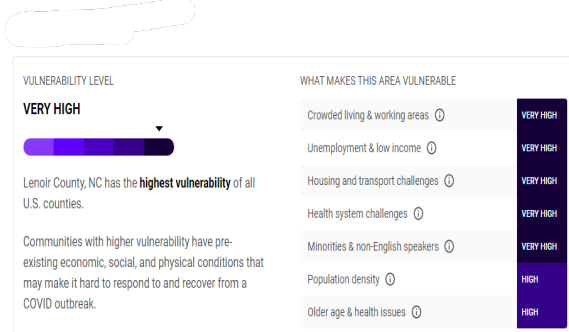 VULNERABILITY LEVEL
VERY HIGH
Lenoir County, NC has the highest vulnerability of all
U.S. counties.
Communities with higher vulnerability have pre-
existing economic, social, and physical conditions that
may make it hard to respond to and recover from a
COVID outbreak.
WHAT MAKES THIS AREA VULNERABLE
Crowded living & working areas VERY HIGH
Unemployment & low income VERY HIGH
Housing and transport challenges VERY HIGH
Health system challenges VERY HIGH
Minorities & non-English speakers VERY HIGH
Population density HIGH
Older age & health issues HIGH